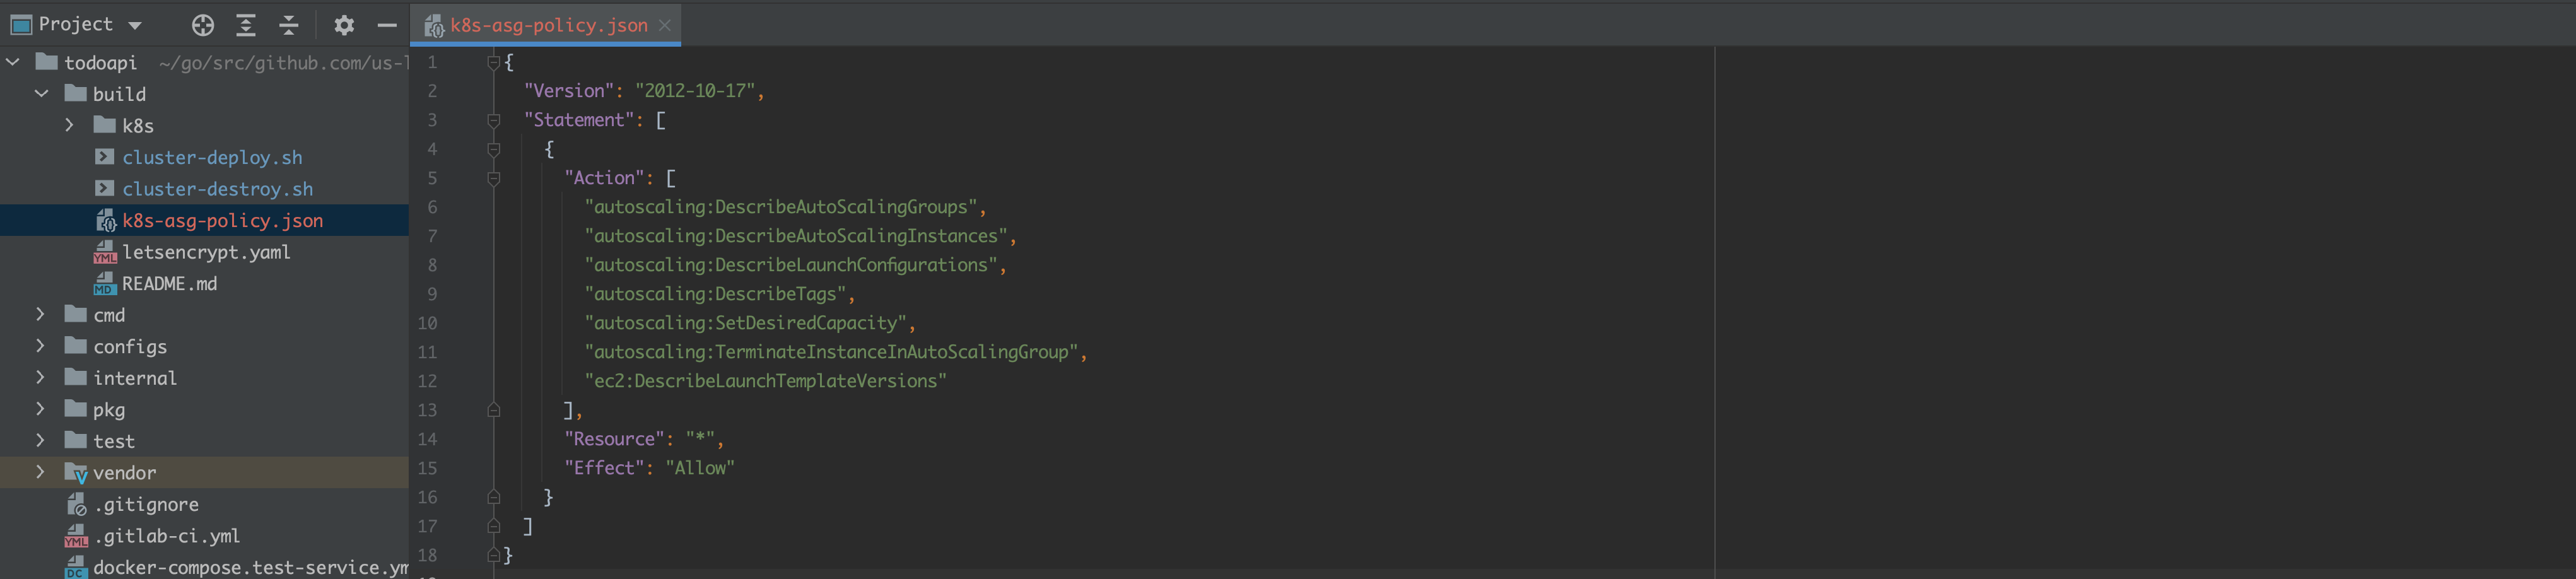 Project
k8s-asg-policy.json
todoapi ~/go/src/github.com/us-
build
k8s
cluster-deploy.sh
cluster-destroy.sh
k8s-asg-policy.json
YML letsencrypt.yaml
MD README.md
cmd
configs
internal
pkg
test
vendor
.gitignore
YML .gitlab-ci.yml
DC docker-compose.test-service.ym
1 {
2 "Version": "2012-10-17",
3 "Statement": [
4 {
5 "Action": [
6 "autoscaling:DescribeAutoScalingGroups",
7 "autoscaling:DescribeAutoScalingInstances",
8 "autoscaling:DescribeLaunchConfigurations",
9 "autoscaling:DescribeTags",
10 "autoscaling:SetDesiredCapacity",
11 "autoscaling:TerminateInstanceInAutoScalingGroup",
12 "ec2:DescribeLaunchTemplateVersions"
13 ],
14 "Resource": "*",
15 "Effect": "Allow"
16 }
17 ]
18 }